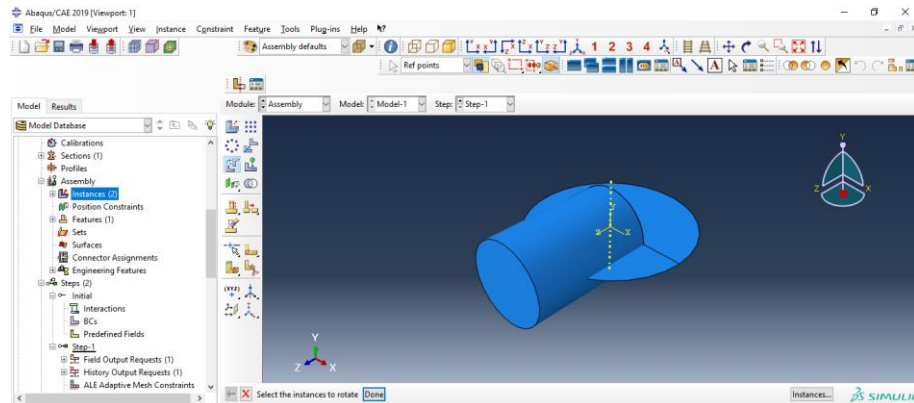 Abaqus/CAE 2019 [Viewport: 1]
File Model Viewport View Instance Constraint Feature Tools Plug-ins Help
Assembly defaults 1 2 3 4
Ref points
Model Results
Module: Assembly Model: Model-1 Step: Step-1
Model Database
Calibrations
Sections (1)
Profiles
Assembly
Instances (2)
Position Constraints
Features (1)
Sets
Surfaces
Connector Assignments
Engineering Features
Steps (2)
Initial
Interactions
BCs
Predefined Fields
Step-1
Field Output Requests (1)
History Output Requests (1)
ALE Adaptive Mesh Constraints
(XYZ)
Y
Z X
Y
Z X
Y
Z X
Select the instances to rotate Done
Instances...
SIMULIA